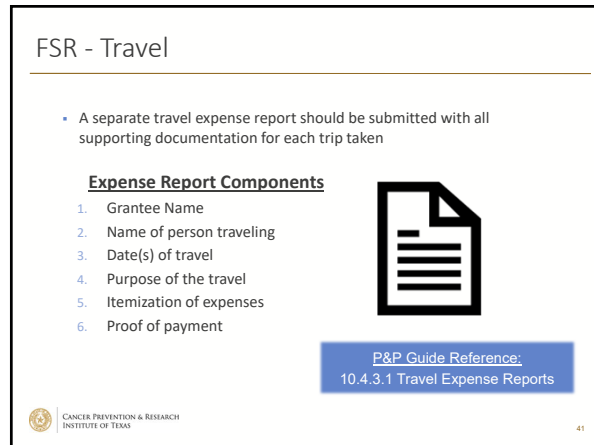 FSR - Travel
▪ A separate travel expense report should be submitted with all
supporting documentation for each trip taken
Expense Report Components
1. Grantee Name
2. Name of person traveling
3. Date(s) of travel
4. Purpose of the travel
5. Itemization of expenses
6. Proof of payment
P&P Guide Reference:
10.4.3.1 Travel Expense Reports
CANCER PREVENTION & RESEARCH
INSTITUTE OF TEXAS
41